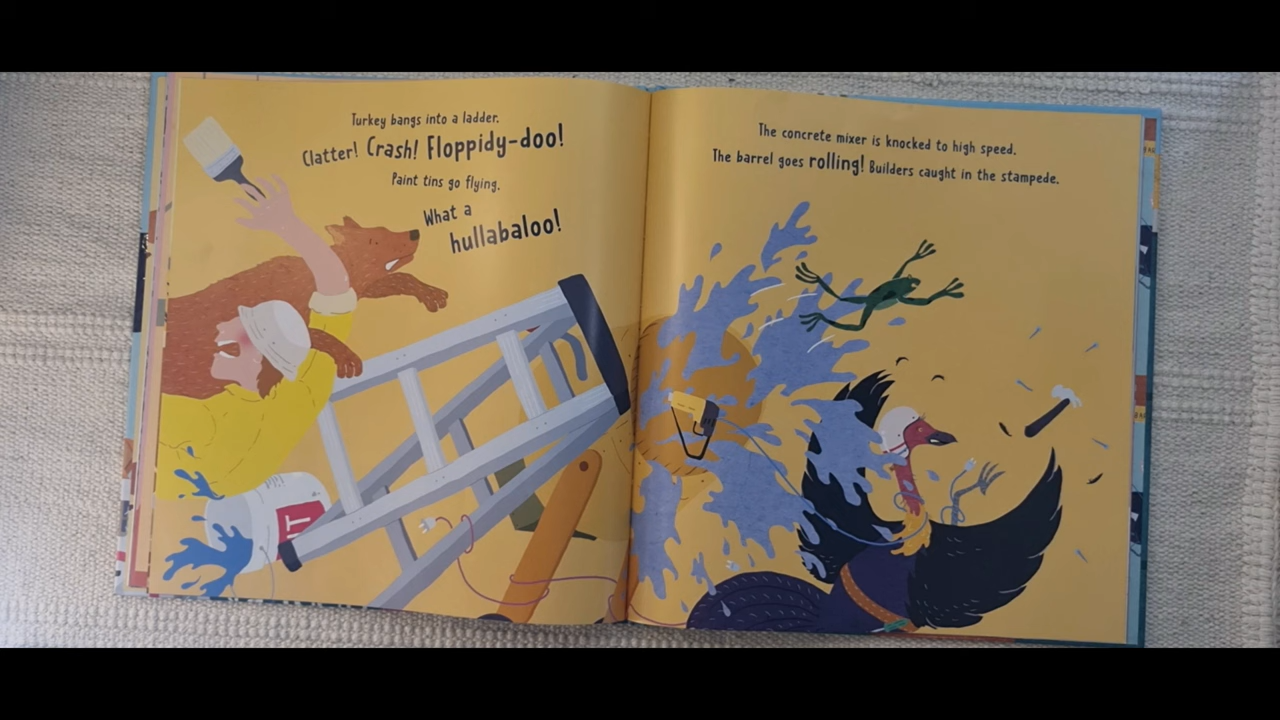 Turkey bangs into a ladder.
Clatter! Crash! Floppidy-doo!
Paint tins go flying.
What a
hullabaloo!
The concrete mixer is knocked to high speed.
The barrel goes rolling! Builders caught in the stampede.